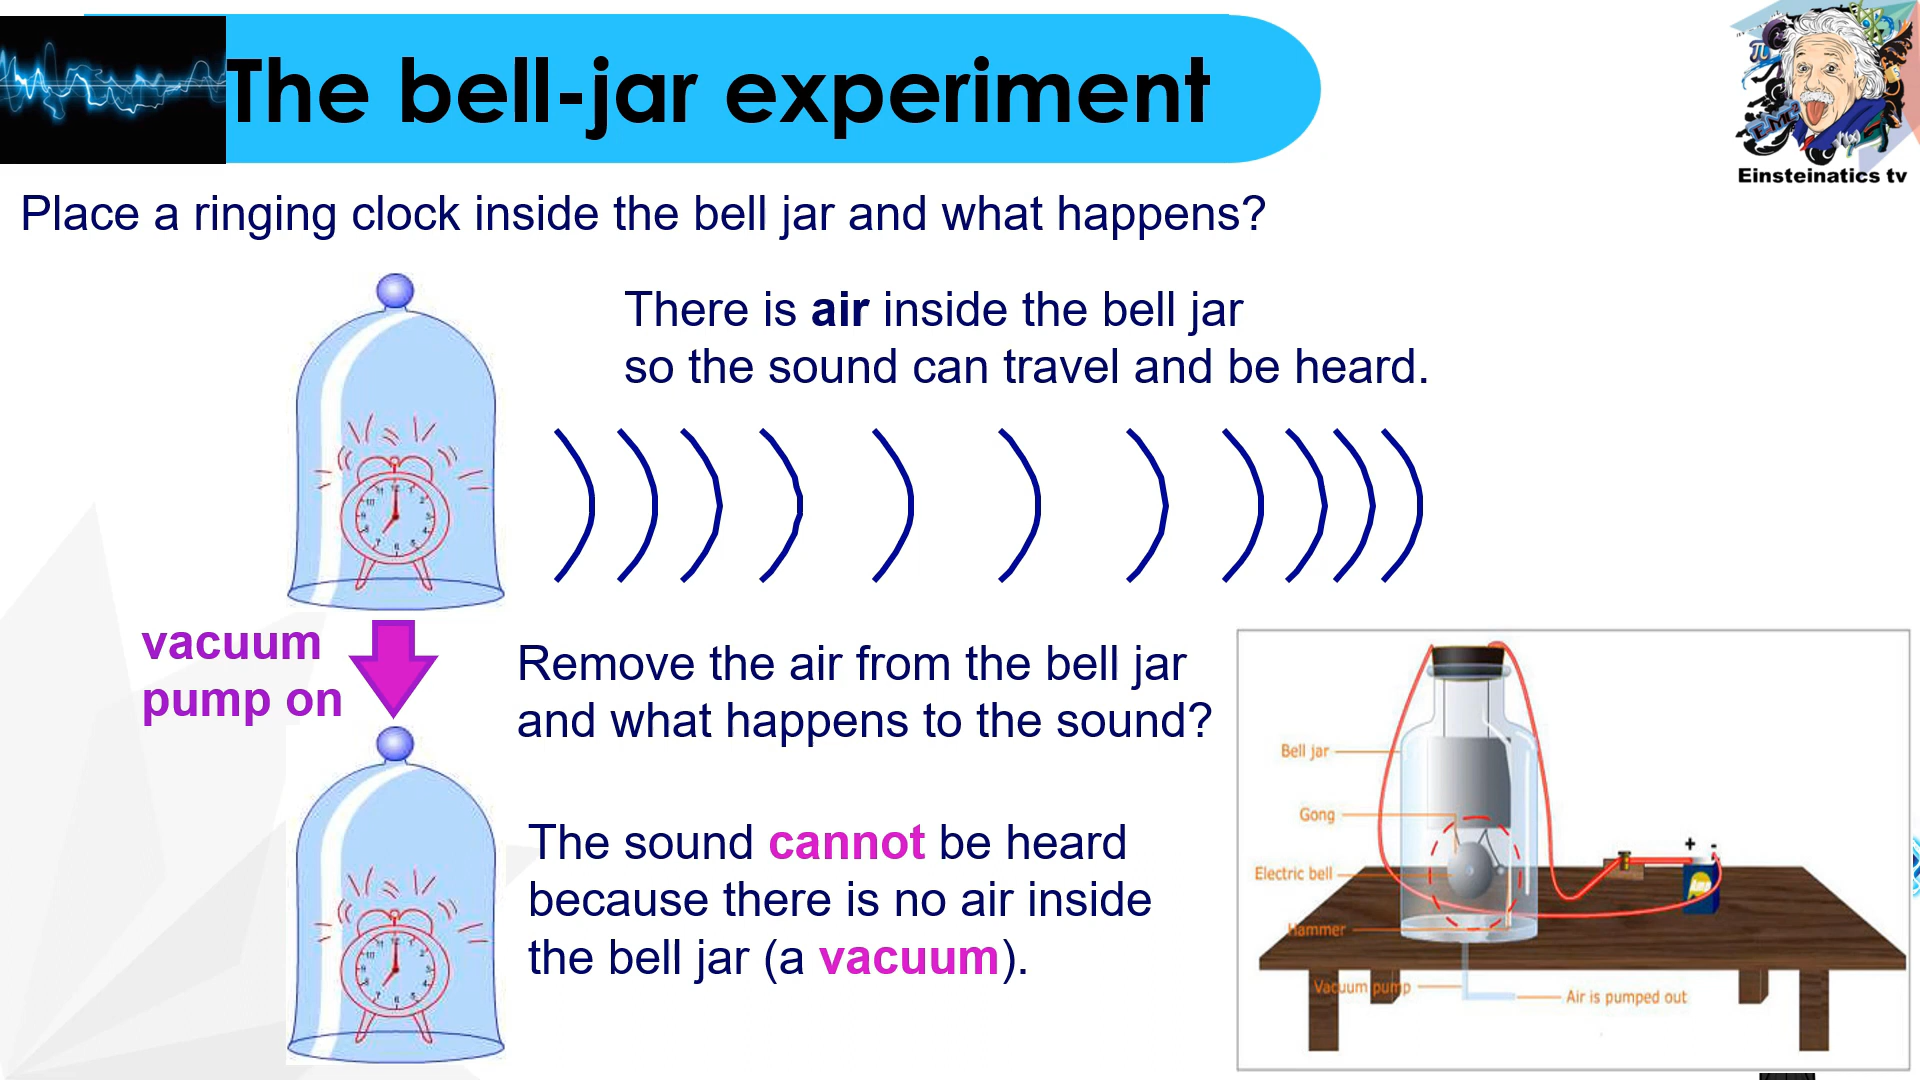 The bell-jar experiment
Einsteinatics tv
Place a ringing clock inside the bell jar and what happens?
There is air inside the bell jar
so the sound can travel and be heard.
vacuum
pump on
Remove the air from the bell jar
and what happens to the sound?
The sound cannot be heard
because there is no air inside
the bell jar (a vacuum).
Bell jar
Gong
Electric bell
Hammer
Vacuum pump
Air is pumped out
+ -